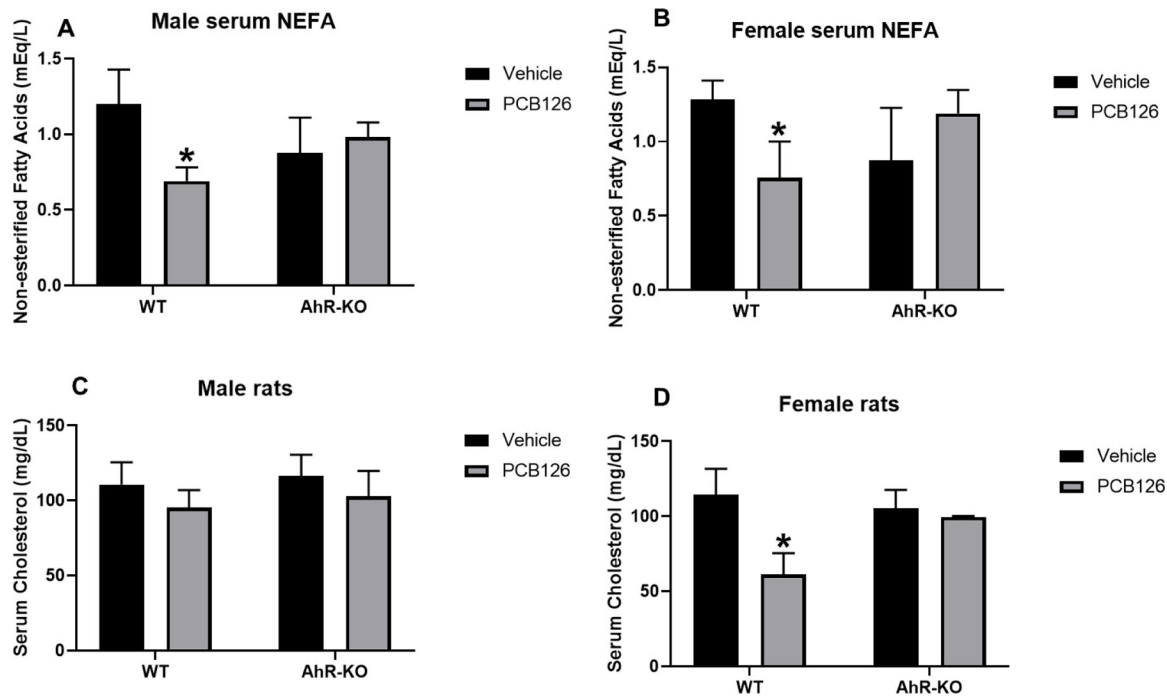 A
Male serum NEFA
Non-esterified Fatty Acids (mEq/L)
1.5
1.0
0.5
0.0
WT
AhR-KO
Vehicle
PCB126
*
B
Female serum NEFA
Non-esterified Fatty Acids (mEq/L)
1.5
1.0
0.5
0.0
WT
AhR-KO
Vehicle
PCB126
*
C
Male rats
Serum Cholesterol (mg/dL)
150
100
50
0
WT
AhR-KO
Vehicle
PCB126
D
Female rats
Serum Cholesterol (mg/dL)
150
100
50
0
WT
AhR-KO
Vehicle
PCB126
*